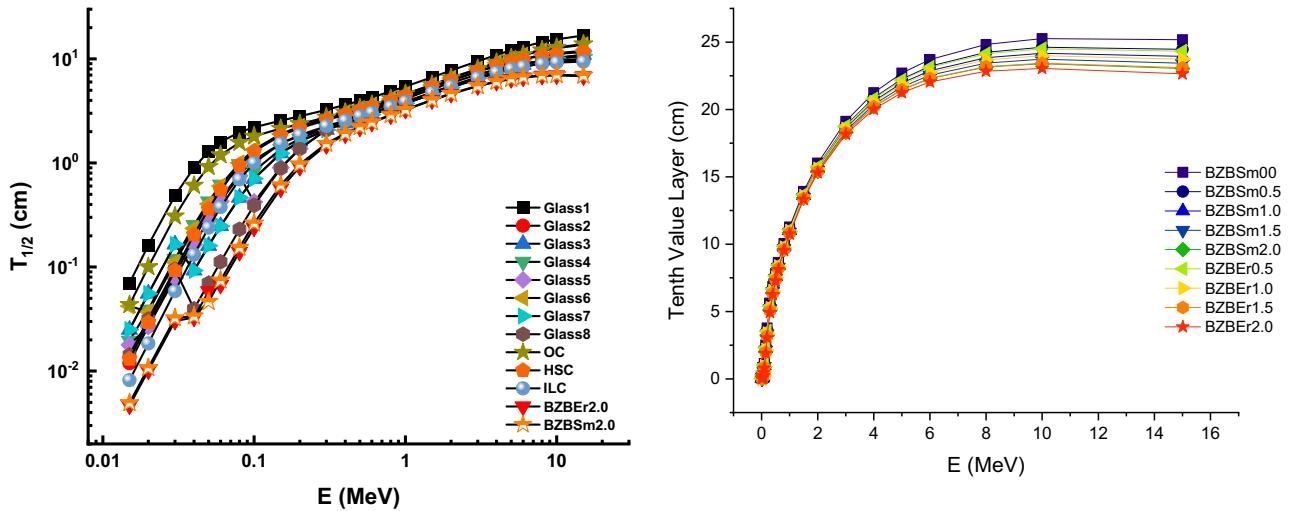 T1/2 (cm)
10^1
10^0
10^-1
10^-2
0.01
0.1
1
10
E (MeV)
Glass1
Glass2
Glass3
Glass4
Glass5
Glass6
Glass7
Glass8
OC
HSC
ILC
BZBEr2.0
BZBSm2.0
Tenth Value Layer (cm)
25
20
15
10
5
0
0
2
4
6
8
10
12
14
16
E (MeV)
BZBSm00
BZBSm0.5
BZBSm1.0
BZBSm1.5
BZBSm2.0
BZBEr0.5
BZBEr1.0
BZBEr1.5
BZBEr2.0